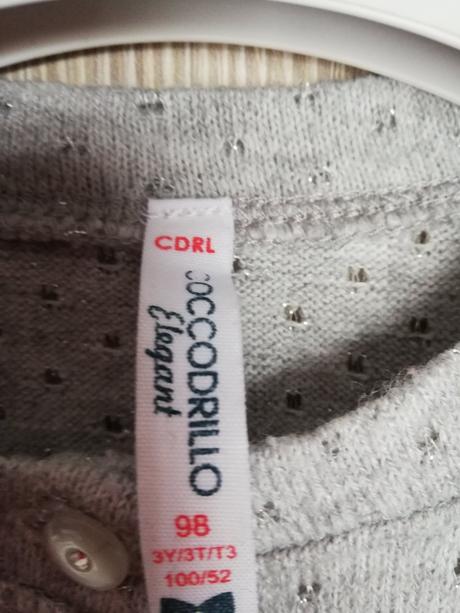 CDRL
COCCODRILLO
Elegant
98
3Y/3T/T3
100/52